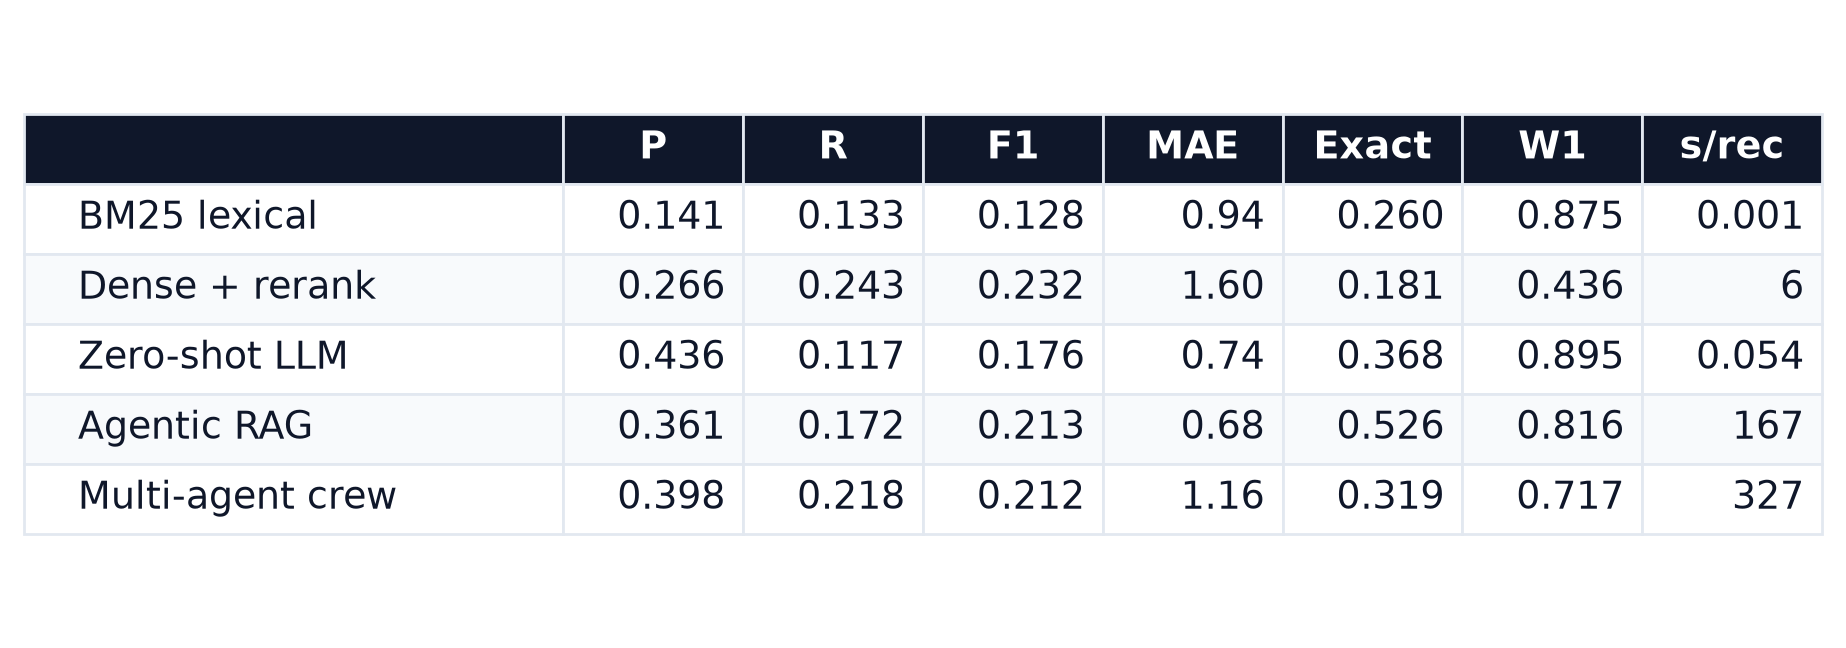 P R F1 MAE Exact W1 s/rec
BM25 lexical 0.141 0.133 0.128 0.94 0.260 0.875 0.001
Dense + rerank 0.266 0.243 0.232 1.60 0.181 0.436 6
Zero-shot LLM 0.436 0.117 0.176 0.74 0.368 0.895 0.054
Agentic RAG 0.361 0.172 0.213 0.68 0.526 0.816 167
Multi-agent crew 0.398 0.218 0.212 1.16 0.319 0.717 327